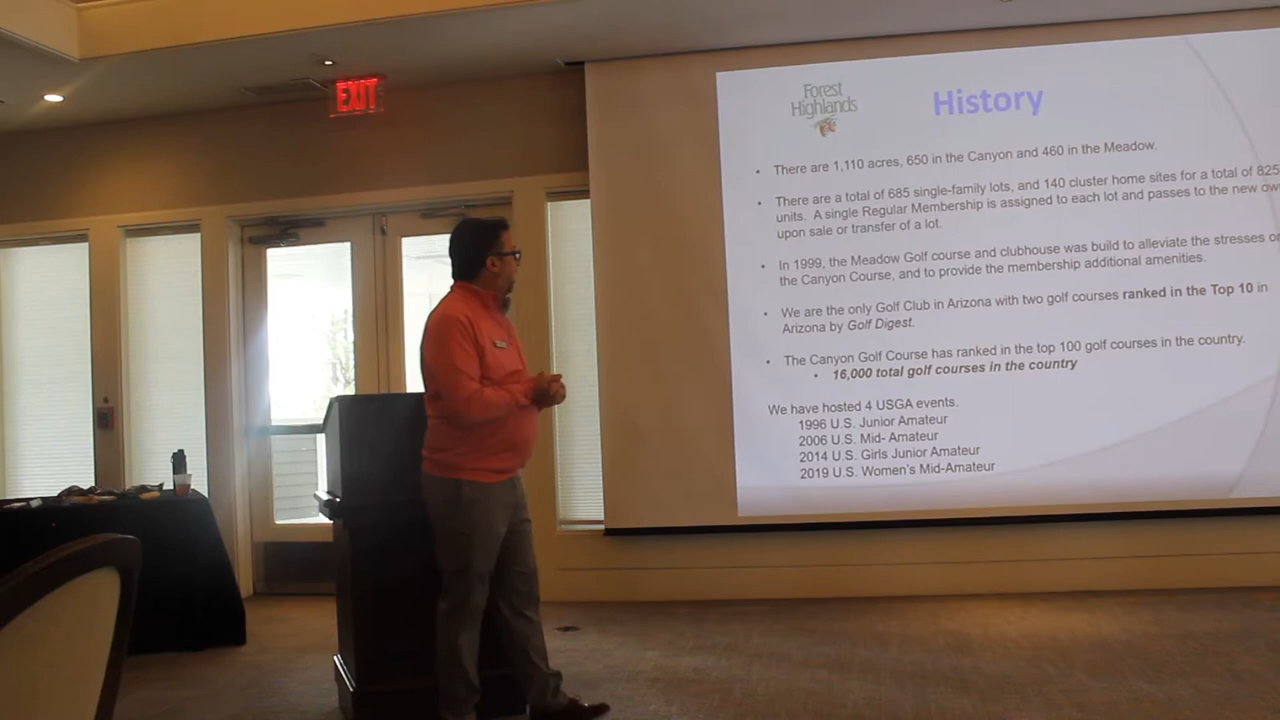 EXIT
Forest
Highlands
History
• There are 1,110 acres, 650 in the Canyon and 460 in the Meadow.
• There are a total of 685 single-family lots, and 140 cluster home sites for a total of 825
units. A single Regular Membership is assigned to each lot and passes to the new ow
upon sale or transfer of a lot.
• In 1999, the Meadow Golf course and clubhouse was build to alleviate the stresses o
the Canyon Course, and to provide the membership additional amenities.
• We are the only Golf Club in Arizona with two golf courses ranked in the Top 10 in
Arizona by Golf Digest.
• The Canyon Golf Course has ranked in the top 100 golf courses in the country.
• 16,000 total golf courses in the country
We have hosted 4 USGA events.
1996 U.S. Junior Amateur
2006 U.S. Mid- Amateur
2014 U.S. Girls Junior Amateur
2019 U.S. Women's Mid-Amateur